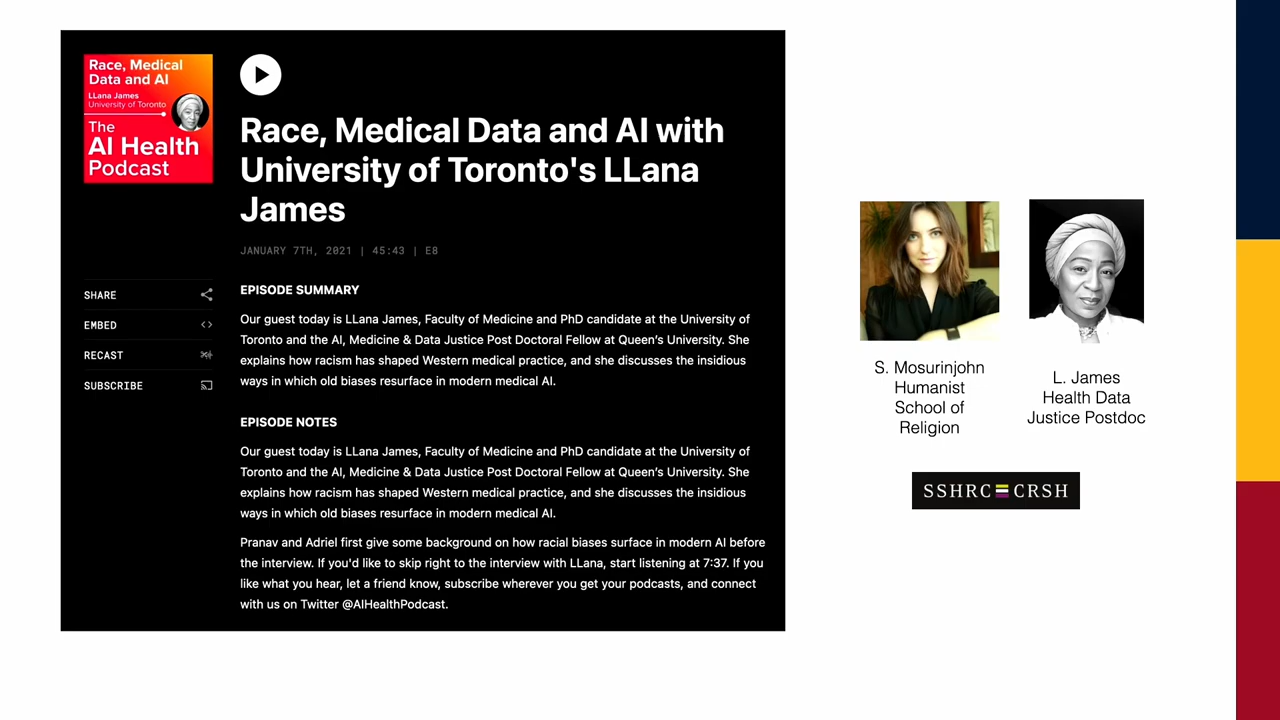 Race, Medical
Data and AI
LLana James
University of Toronto
The
AI Health
Podcast
Race, Medical Data and AI with
University of Toronto's LLana
James
JANUARY 7TH, 2021 | 45:43 | E8
SHARE
EMBED
RECAST
SUBSCRIBE
EPISODE SUMMARY
Our guest today is LLana James, Faculty of Medicine and PhD candidate at the University of
Toronto and the AI, Medicine & Data Justice Post Doctoral Fellow at Queen’s University. She
explains how racism has shaped Western medical practice, and she discusses the insidious
ways in which old biases resurface in modern medical AI.
EPISODE NOTES
Our guest today is LLana James, Faculty of Medicine and PhD candidate at the University of
Toronto and the AI, Medicine & Data Justice Post Doctoral Fellow at Queen’s University. She
explains how racism has shaped Western medical practice, and she discusses the insidious
ways in which old biases resurface in modern medical AI.
Pranav and Adriel first give some background on how racial biases surface in modern AI before
the interview. If you'd like to skip right to the interview with LLana, start listening at 7:37. If you
like what you hear, let a friend know, subscribe wherever you get your podcasts, and connect
with us on Twitter @AIHealthPodcast.
S. Mosurinjohn
Humanist
School of
Religion
L. James
Health Data
Justice Postdoc
SSHRC CRSH